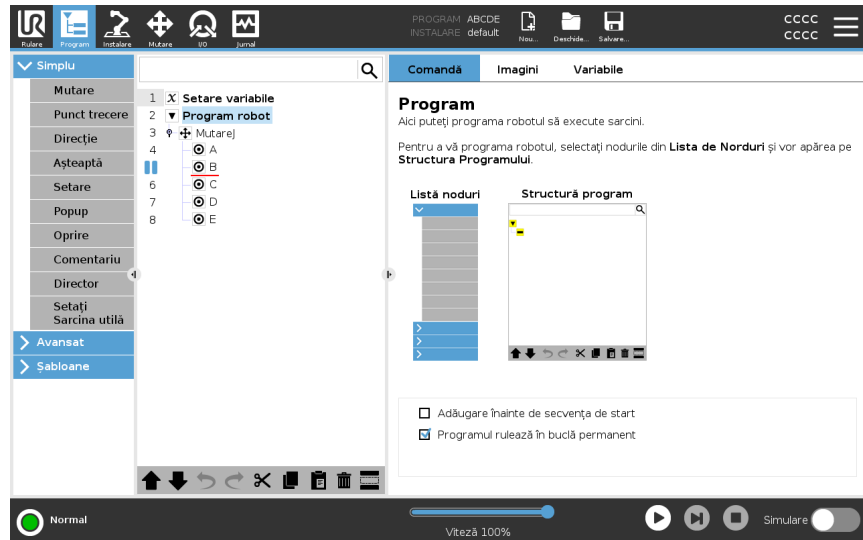 UR
PROGRAM ABCDE
INSTALARE default
CCCC
CCCC
Rulare
Program
Instalare
Mutare
I/O
Jurnal
Nou...
Deschide...
Salvare...
Simplu
Mutare
Punct trecere
Direcție
Așteaptă
Setare
Popup
Oprire
Comentariu
Director
Setați
Sarcina utilă
Avansat
Șabloane
1 X Setare variabile
2 Program robot
3 MutareJ
4 A
B
6 C
7 D
8 E
Comandă
Imagini
Variabile
Program
Aici puteți programa robotul să execute sarcini.
Pentru a vă programa robotul, selectați nodurile din Lista de Norduri și vor apărea pe
Structura Programului.
Listă noduri
Structură program
Adăugare înainte de secvența de start
Programul rulează în buclă permanent
Normal
Viteză 100%
Simulare